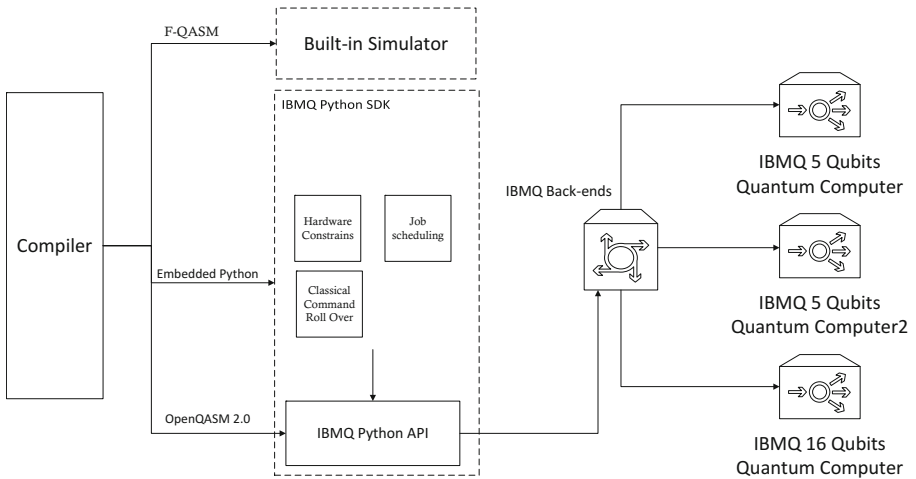 F-QASM
Built-in Simulator
IBMQ Python SDK
Compiler
Hardware
Constrains
Job
scheduling
Embedded Python
Classical
Command
Roll Over
OpenQASM 2.0
IBMQ Python API
IBMQ Back-ends
IBMQ 5 Qubits
Quantum Computer
IBMQ 5 Qubits
Quantum Computer2
IBMQ 16 Qubits
Quantum Computer